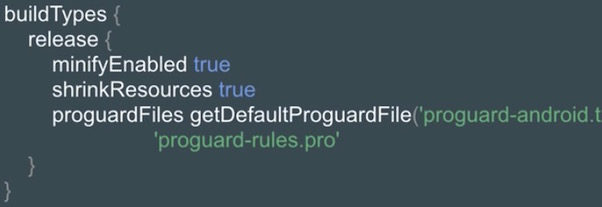 buildTypes {
release {
minifyEnabled true
shrinkResources true
proguardFiles getDefaultProguardFile('proguard-android.t
'proguard-rules.pro'
}
}